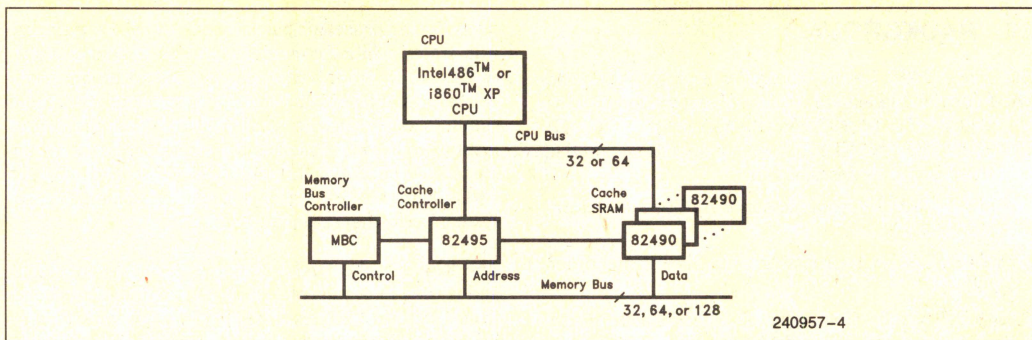 CPU
Intel486™ or
i860™ XP
CPU
CPU Bus
32 or 64
Memory
Bus
Controller
Cache
Controller
Cache
SRAM
82490
MBC
82495
82490
Control
Address
Data
Memory Bus
32, 64, or 128
240957-4